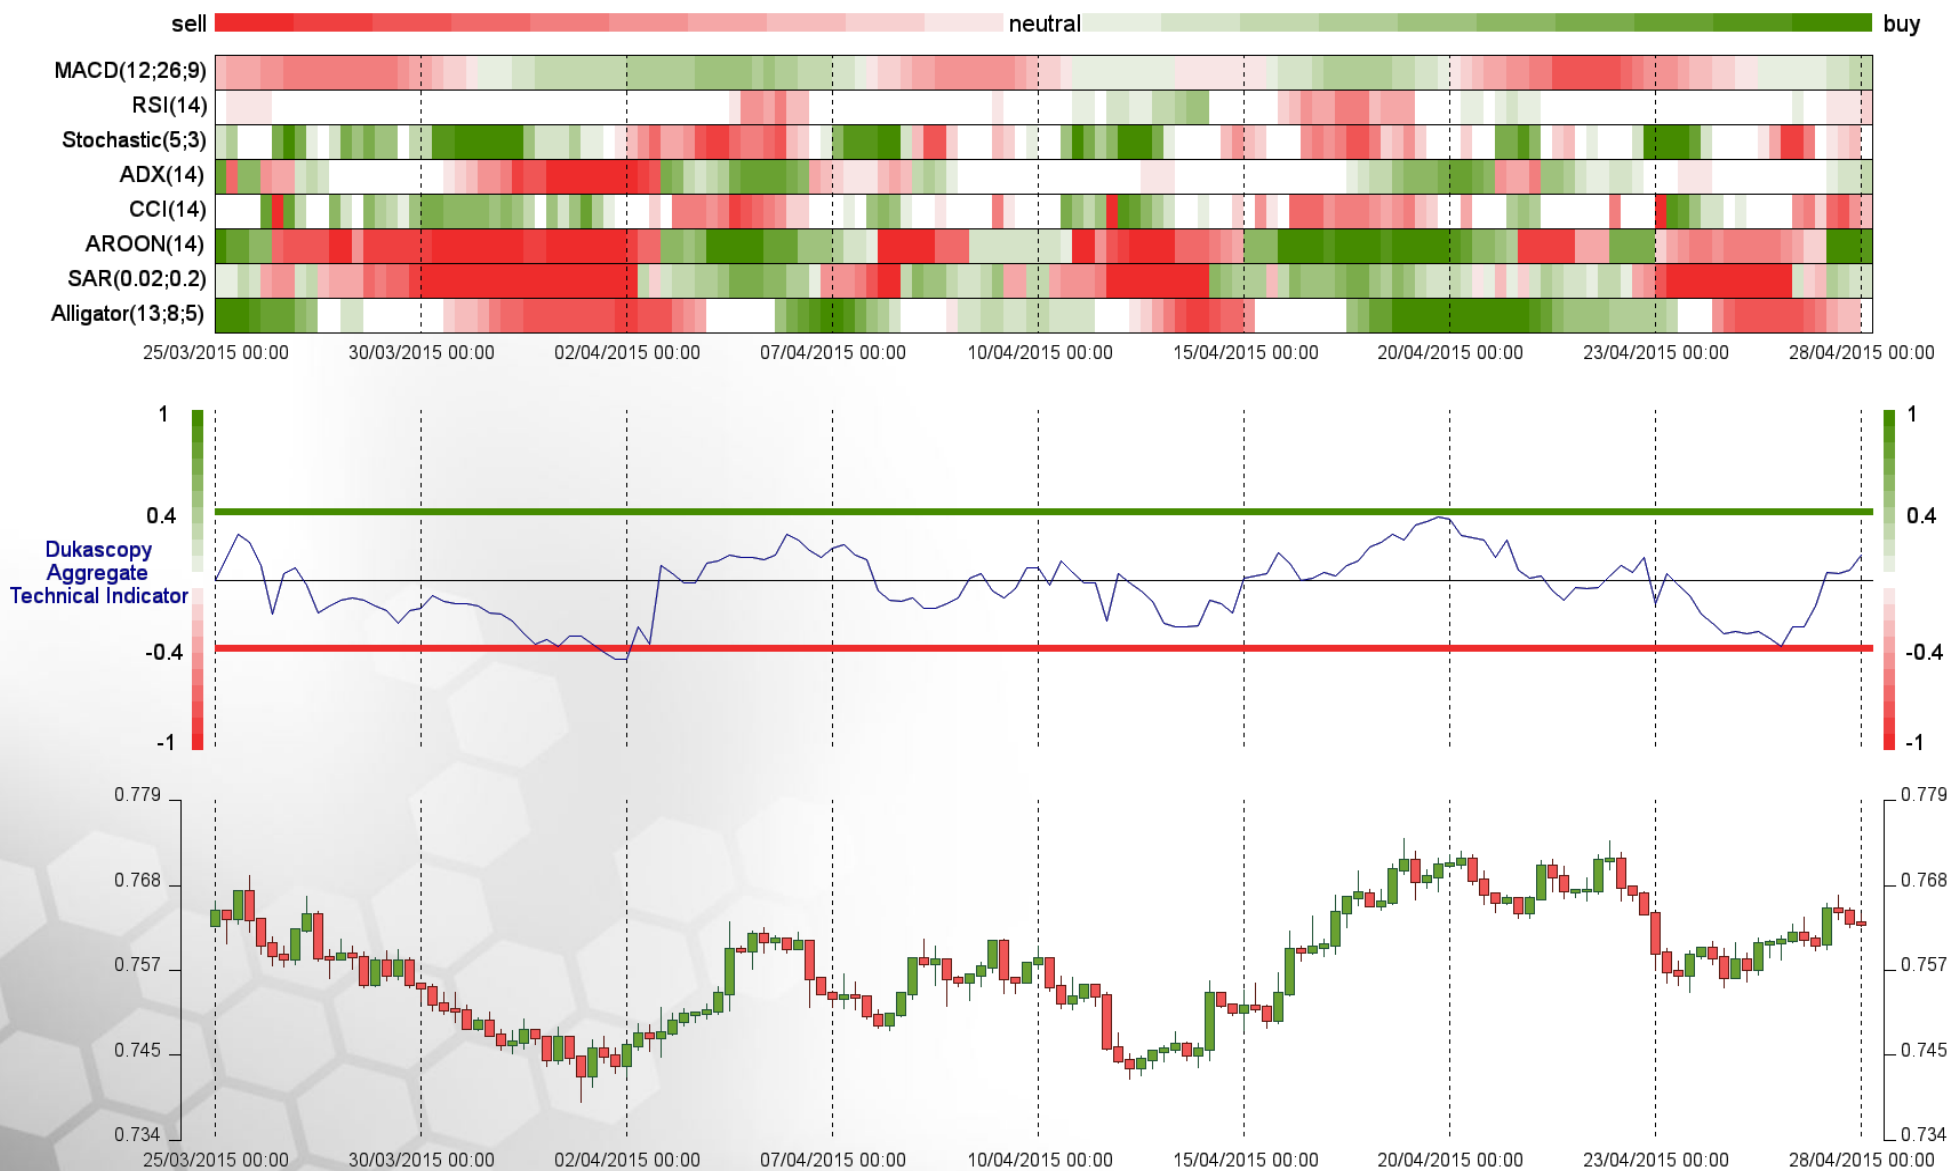 sell neutral buy
MACD(12;26;9)
RSI(14)
Stochastic(5;3)
ADX(14)
CCI(14)
AROON(14)
SAR(0.02;0.2)
Alligator(13;8;5)
25/03/2015 00:00 30/03/2015 00:00 02/04/2015 00:00 07/04/2015 00:00 10/04/2015 00:00 15/04/2015 00:00 20/04/2015 00:00 23/04/2015 00:00 28/04/2015 00:00
1 1
0.4 0.4
Dukascopy
Aggregate
Technical Indicator
-0.4 -0.4
-1 -1
0.779 0.779
0.768 0.768
0.757 0.757
0.745 0.745
0.734 0.734
25/03/2015 00:00 30/03/2015 00:00 02/04/2015 00:00 07/04/2015 00:00 10/04/2015 00:00 15/04/2015 00:00 20/04/2015 00:00 23/04/2015 00:00 28/04/2015 00:00